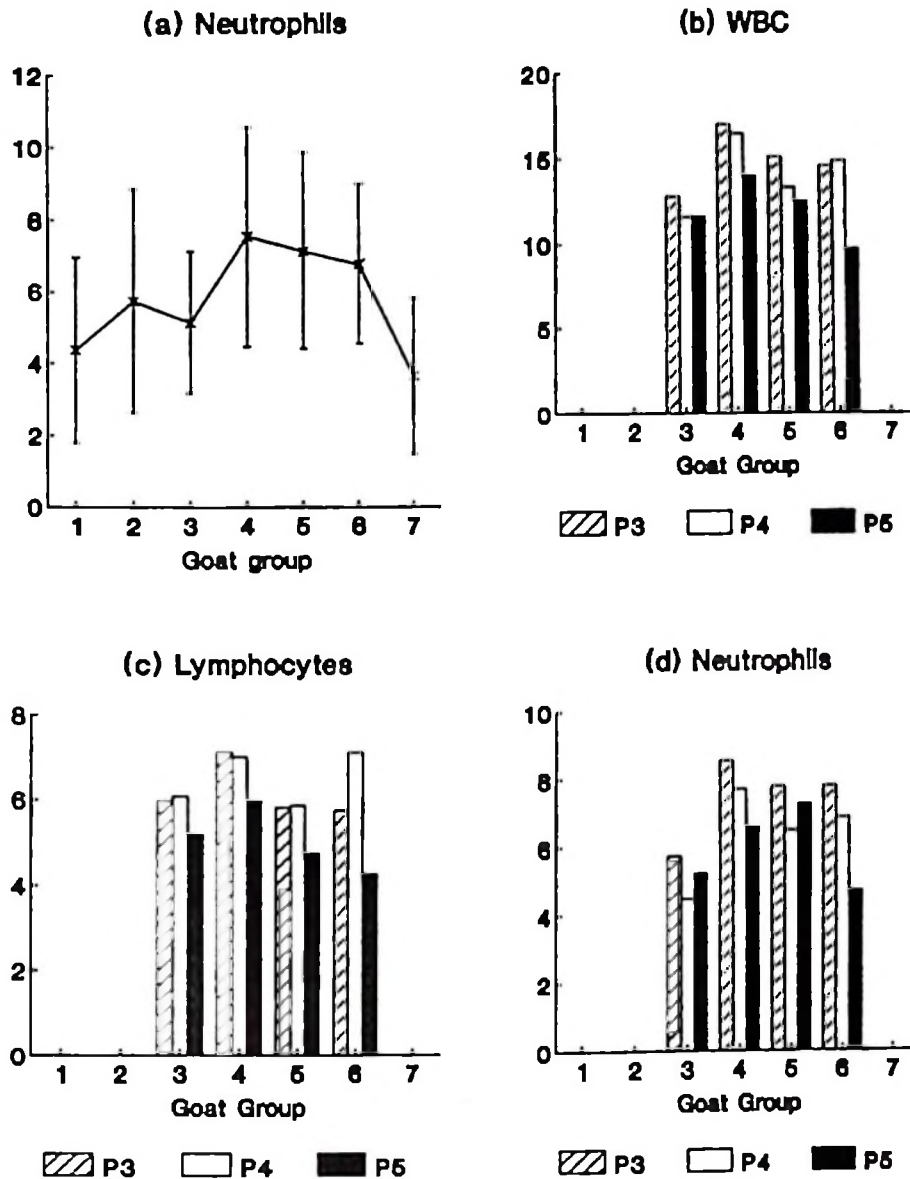 (a) Neutrophils
12
10
8
6
4
2
0
1 2 3 4 5 6 7
Goat group
(b) WBC
20
15
10
5
0
1 2 3 4 5 6 7
Goat Group
P3 P4 P5
(c) Lymphocytes
8
6
4
2
0
1 2 3 4 5 6 7
Goat Group
P3 P4 P5
(d) Neutrophils
10
8
6
4
2
0
1 2 3 4 5 6 7
Goat Group
P3 P4 P5